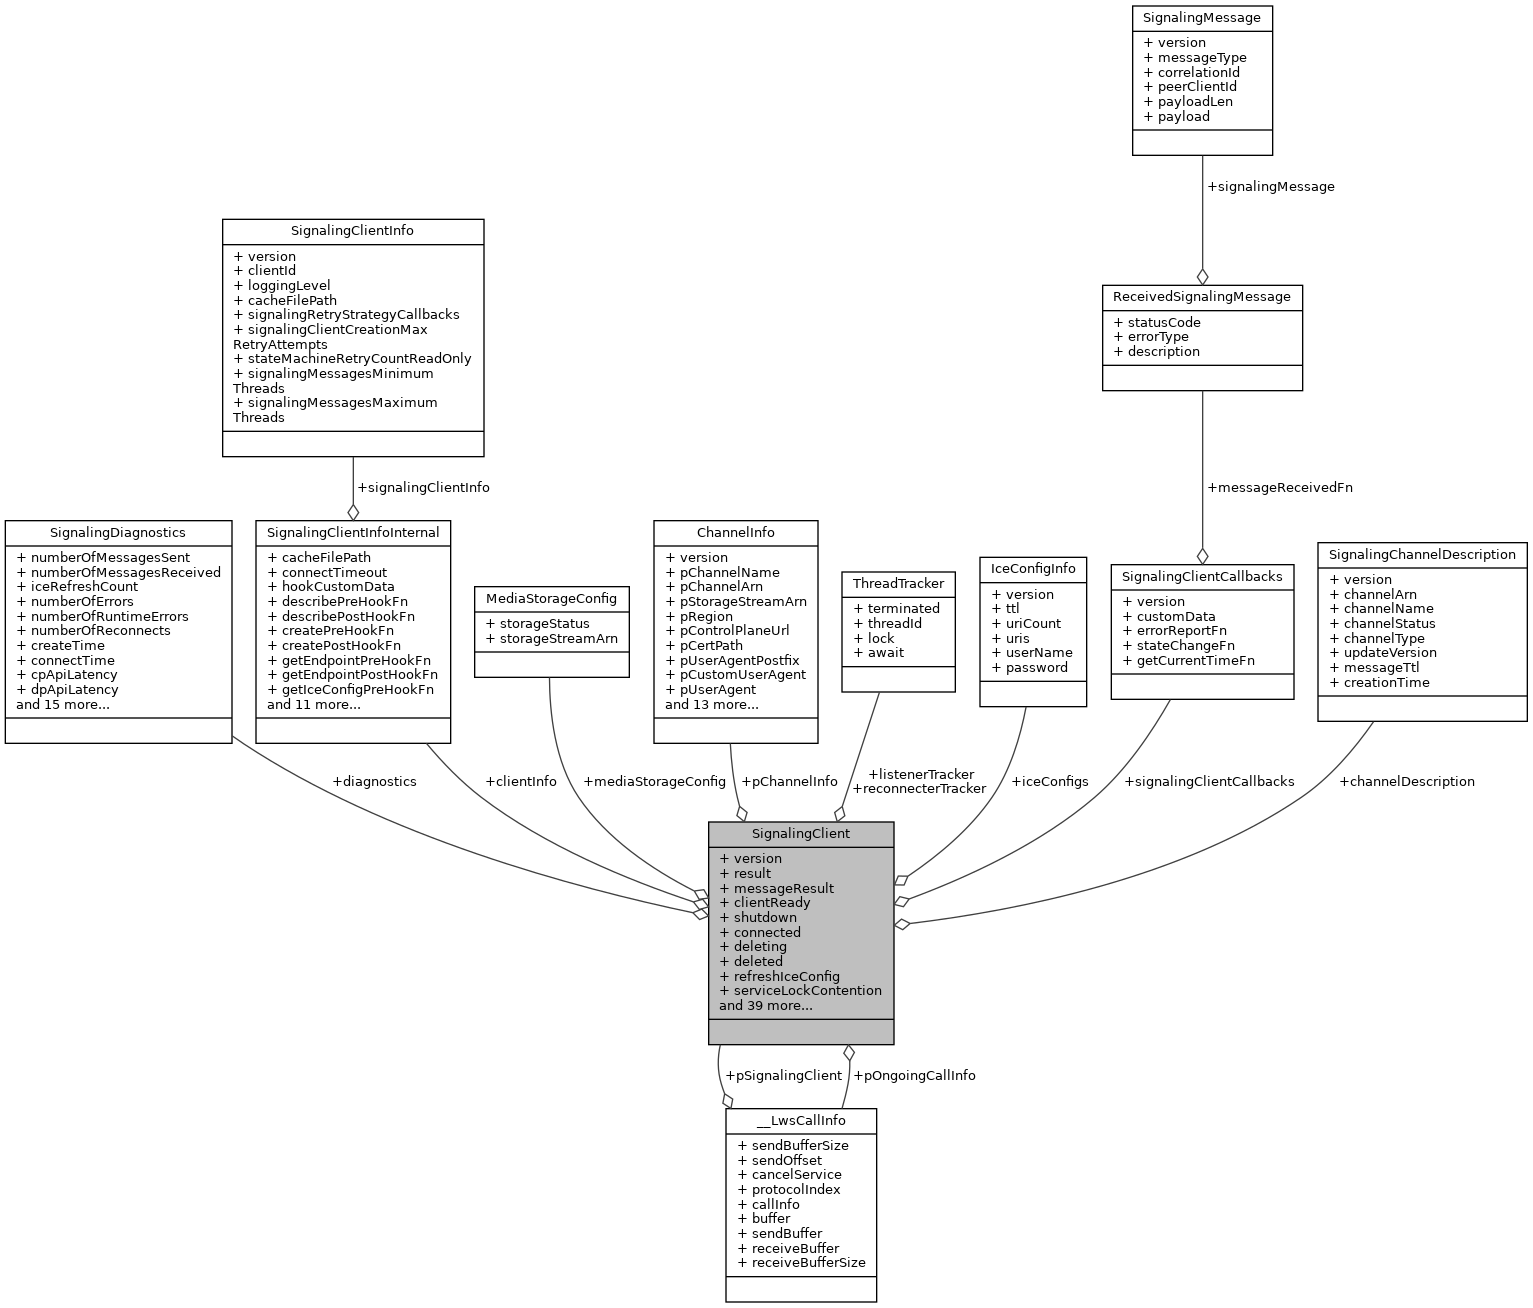 SignalingMessage
+ version
+ messageType
+ correlationId
+ peerClientId
+ payloadLen
+ payload
+signalingMessage
SignalingClientInfo
+ version
+ clientId
+ loggingLevel
+ cacheFilePath
+ signalingRetryStrategyCallbacks
+ signalingClientCreationMax
RetryAttempts
+ stateMachineRetryCountReadOnly
+ signalingMessagesMinimum
Threads
+ signalingMessagesMaximum
Threads
ReceivedSignalingMessage
+ statusCode
+ errorType
+ description
+signalingClientInfo
+messageReceivedFn
SignalingDiagnostics
+ numberOfMessagesSent
+ numberOfMessagesReceived
+ iceRefreshCount
+ numberOfErrors
+ numberOfRuntimeErrors
+ numberOfReconnects
+ createTime
+ connectTime
+ cpApiLatency
+ dpApiLatency
and 15 more...
SignalingClientInfoInternal
+ cacheFilePath
+ connectTimeout
+ hookCustomData
+ describePreHookFn
+ describePostHookFn
+ createPreHookFn
+ createPostHookFn
+ getEndpointPreHookFn
+ getEndpointPostHookFn
+ getIceConfigPreHookFn
and 11 more...
MediaStorageConfig
+ storageStatus
+ storageStreamArn
ChannelInfo
+ version
+ pChannelName
+ pChannelArn
+ pStorageStreamArn
+ pRegion
+ pControlPlaneUrl
+ pCertPath
+ pUserAgentPostfix
+ pCustomUserAgent
+ pUserAgent
and 13 more...
ThreadTracker
+ terminated
+ threadId
+ lock
+ await
IceConfigInfo
+ version
+ ttl
+ uriCount
+ uris
+ userName
+ password
SignalingClientCallbacks
+ version
+ customData
+ errorReportFn
+ stateChangeFn
+ getCurrentTimeFn
SignalingChannelDescription
+ version
+ channelArn
+ channelName
+ channelStatus
+ channelType
+ updateVersion
+ messageTtl
+ creationTime
+diagnostics
+clientInfo
+mediaStorageConfig
+pChannelInfo
+listenerTracker
+reconnecterTracker
+iceConfigs
+signalingClientCallbacks
+channelDescription
SignalingClient
+ version
+ result
+ messageResult
+ clientReady
+ shutdown
+ connected
+ deleting
+ deleted
+ refreshIceConfig
+ serviceLockContention
and 39 more...
+pSignalingClient
+pOngoingCallInfo
__LwsCallInfo
+ sendBufferSize
+ sendOffset
+ cancelService
+ protocolIndex
+ callInfo
+ buffer
+ sendBuffer
+ receiveBuffer
+ receiveBufferSize